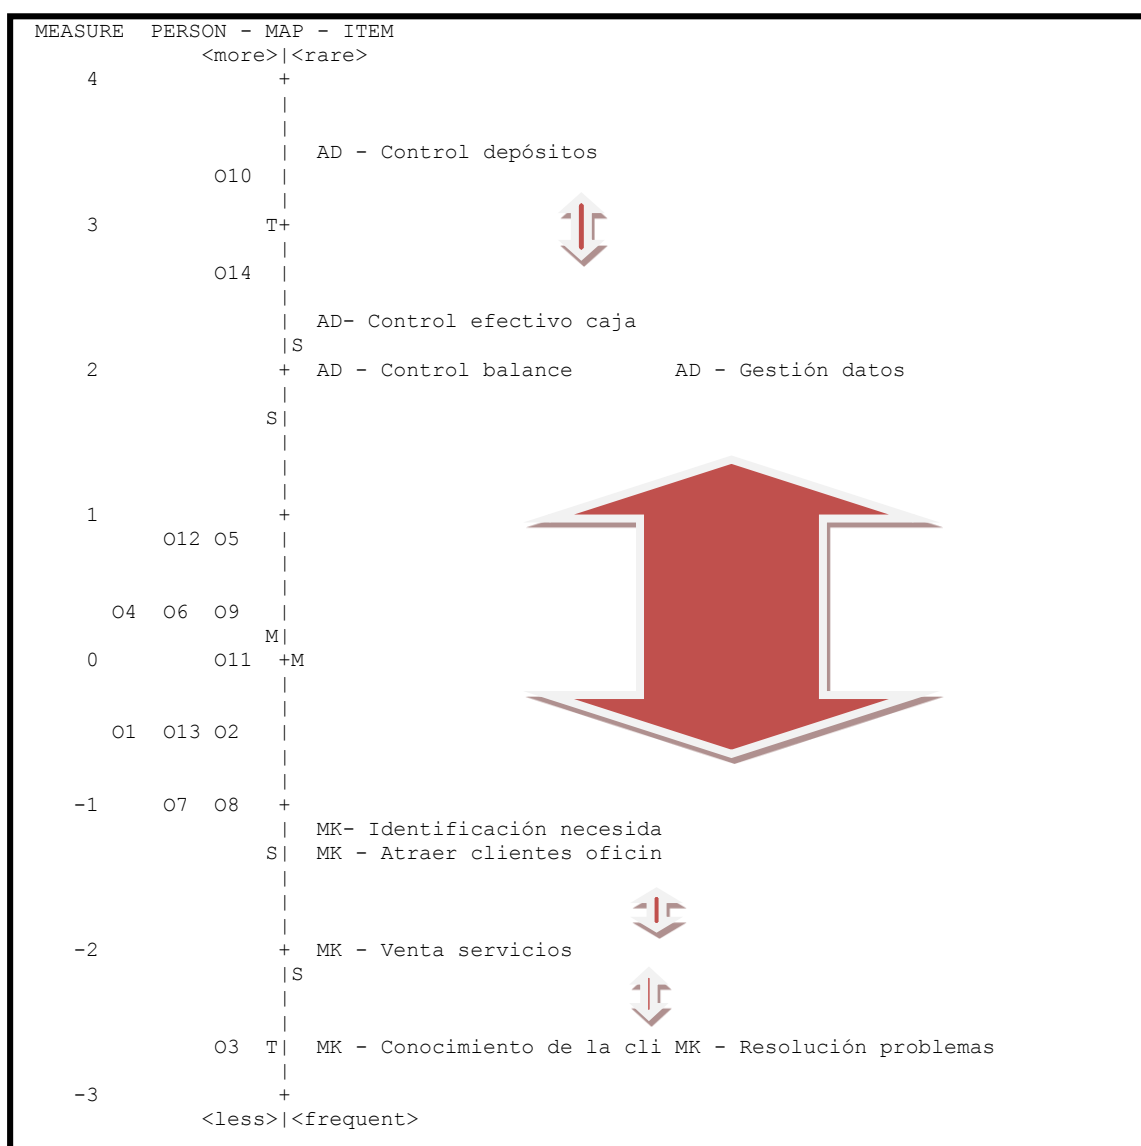 MEASURE PERSON - MAP - ITEM
<more>|<rare>
4 +
|
|
| AD - Control depósitos
O10 |
|
3 T+
|
O14 |
|
| AD- Control efectivo caja
|S
2 + AD - Control balance AD - Gestión datos
|
S|
|
|
|
1 +
O12 O5 |
|
|
O4 O6 O9 |
M|
0 O11 +M
|
|
O1 O13 O2 |
|
|
-1 O7 O8 +
| MK- Identificación necesida
S| MK - Atraer clientes oficin
|
|
|
-2 + MK - Venta servicios
|S
|
|
O3 T| MK - Conocimiento de la cli MK - Resolución problemas
|
-3 +
<less>|<frequent>